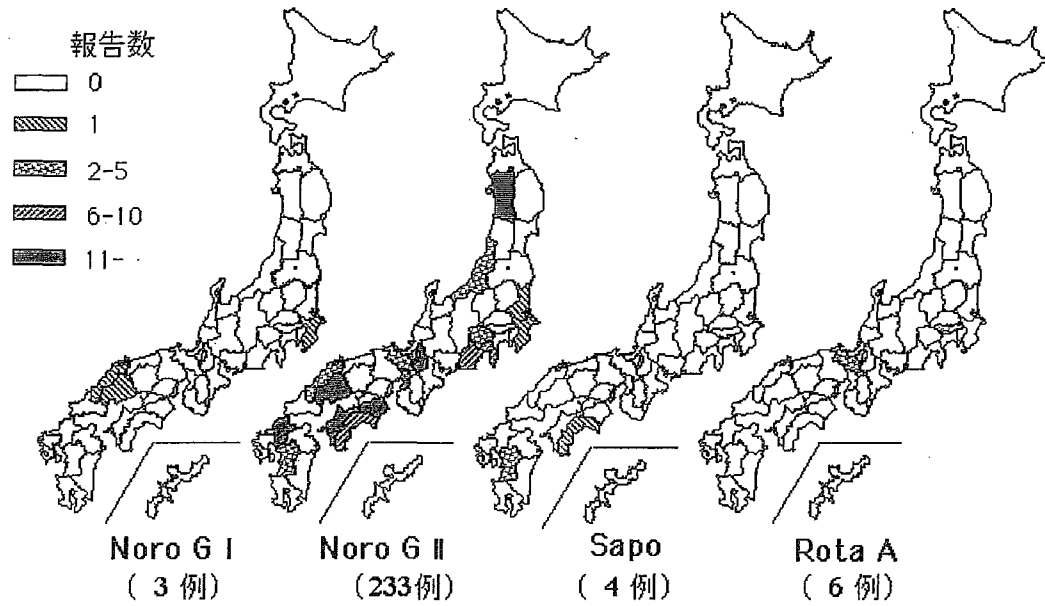 報告数
0
1
2-5
6-10
11-
Noro G I
Noro G II
Sapo
Rota A
( 3 例)
(233例)
( 4 例)
( 6 例)